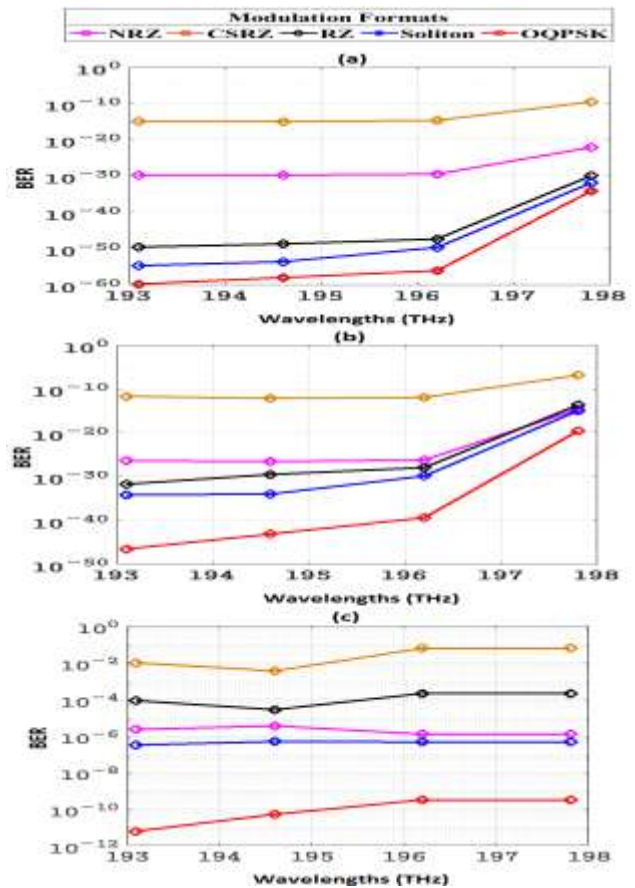 Modulation Formats
NRZ CSRZ RZ Soliton OQPSK
(a)
10^0
10^-10
10^-20
10^-30
10^-40
10^-50
10^-60
BER
193 194 195 196 197 198
Wavelengths (THz)
(b)
10^0
10^-10
10^-20
10^-30
10^-40
10^-50
BER
193 194 195 196 197 198
Wavelengths (THz)
(c)
10^0
10^-2
10^-4
10^-6
10^-8
10^-10
10^-12
BER
193 194 195 196 197 198
Wavelengths (THz)